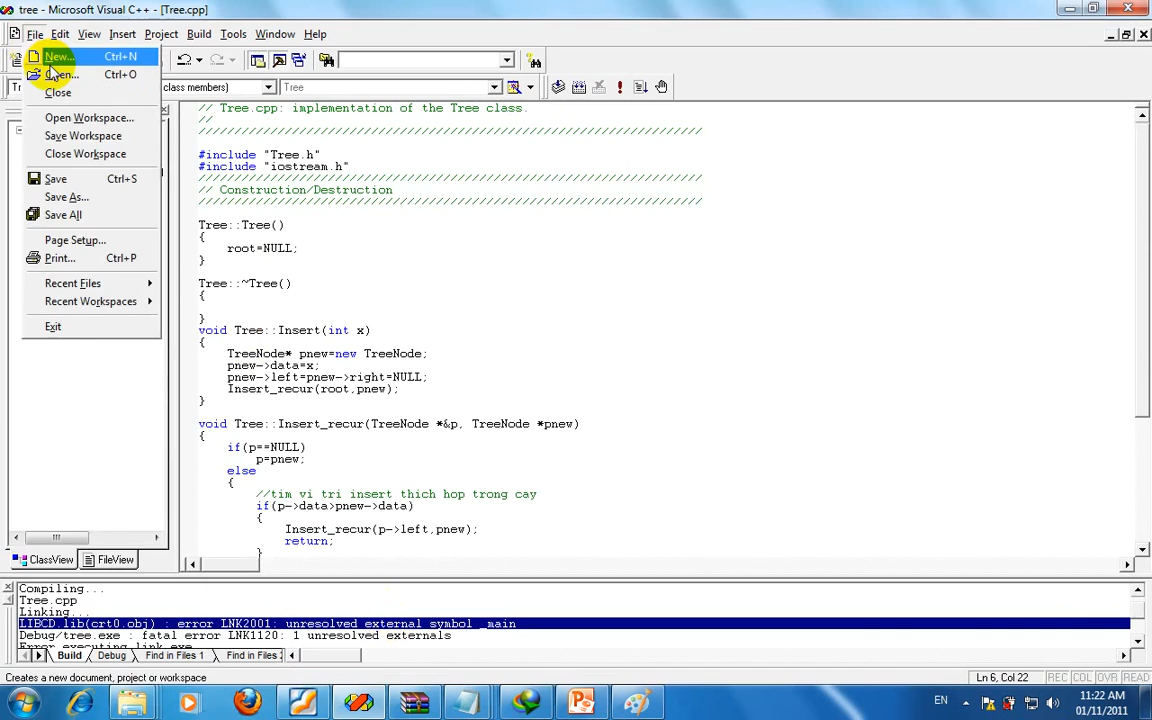 tree - Microsoft Visual C++ - [Tree.cpp]
File Edit View Insert Project Build Tools Window Help
New... Ctrl+N
Open... Ctrl+O
Close
Open Workspace...
Save Workspace
Close Workspace
Save Ctrl+S
Save As...
Save All
Page Setup...
Print... Ctrl+P
Recent Files
Recent Workspaces
Exit
class members)
Tree
// Tree.cpp: implementation of the Tree class.
//
//////////////////////////////////////////////////////////////////////
#include "Tree.h"
#include "iostream.h"
//////////////////////////////////////////////////////////////////////
// Construction/Destruction
//////////////////////////////////////////////////////////////////////
Tree::Tree()
{
root=NULL;
}
Tree::~Tree()
{
}
void Tree::Insert(int x)
{
TreeNode* pnew=new TreeNode;
pnew->data=x;
pnew->left=pnew->right=NULL;
Insert_recur(root,pnew);
}
void Tree::Insert_recur(TreeNode *&p, TreeNode *pnew)
{
if(p==NULL)
p=pnew;
else
{
//tim vi tri insert thich hop trong cay
if(p->data>pnew->data)
{
Insert_recur(p->left,pnew);
return;
}
ClassView FileView
Compiling...
Tree.cpp
Linking...
LIBCD.lib(crt0.obj) : error LNK2001: unresolved external symbol _main
Debug/tree.exe : fatal error LNK1120: 1 unresolved externals
Error executing link.exe
Build Debug Find in Files 1 Find in Files
Creates a new document, project or workspace
Ln 6, Col 22
REC COL OVR READ
EN
11:22 AM
01/11/2011